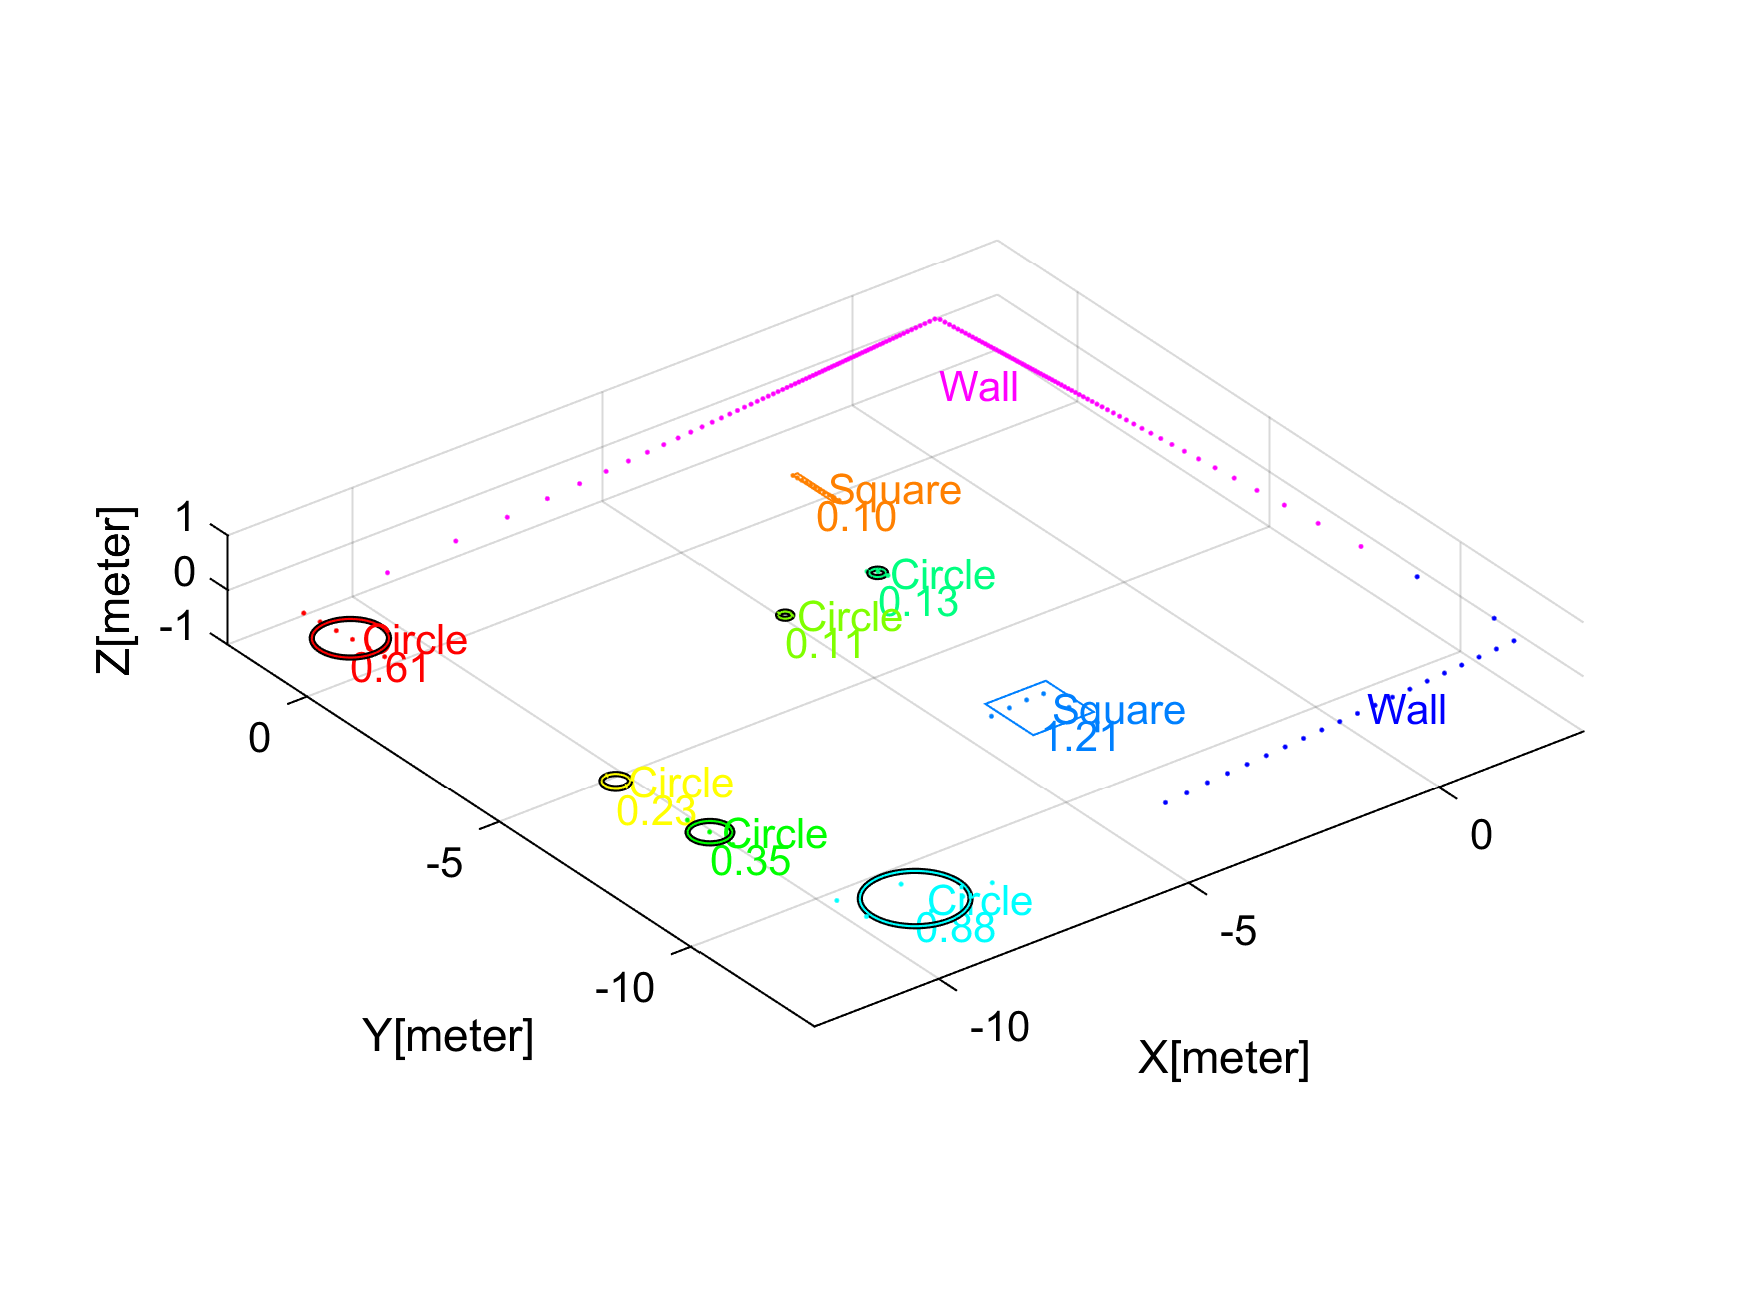 Wall
Square
0.10
Circle
0.13
Circle
0.11
Circle
0.61
Square
1.21
Wall
Circle
0.23
Circle
0.35
Circle
0.88
1
0
-1
Z[meter]
0
-5
-10
Y[meter]
0
-5
-10
X[meter]